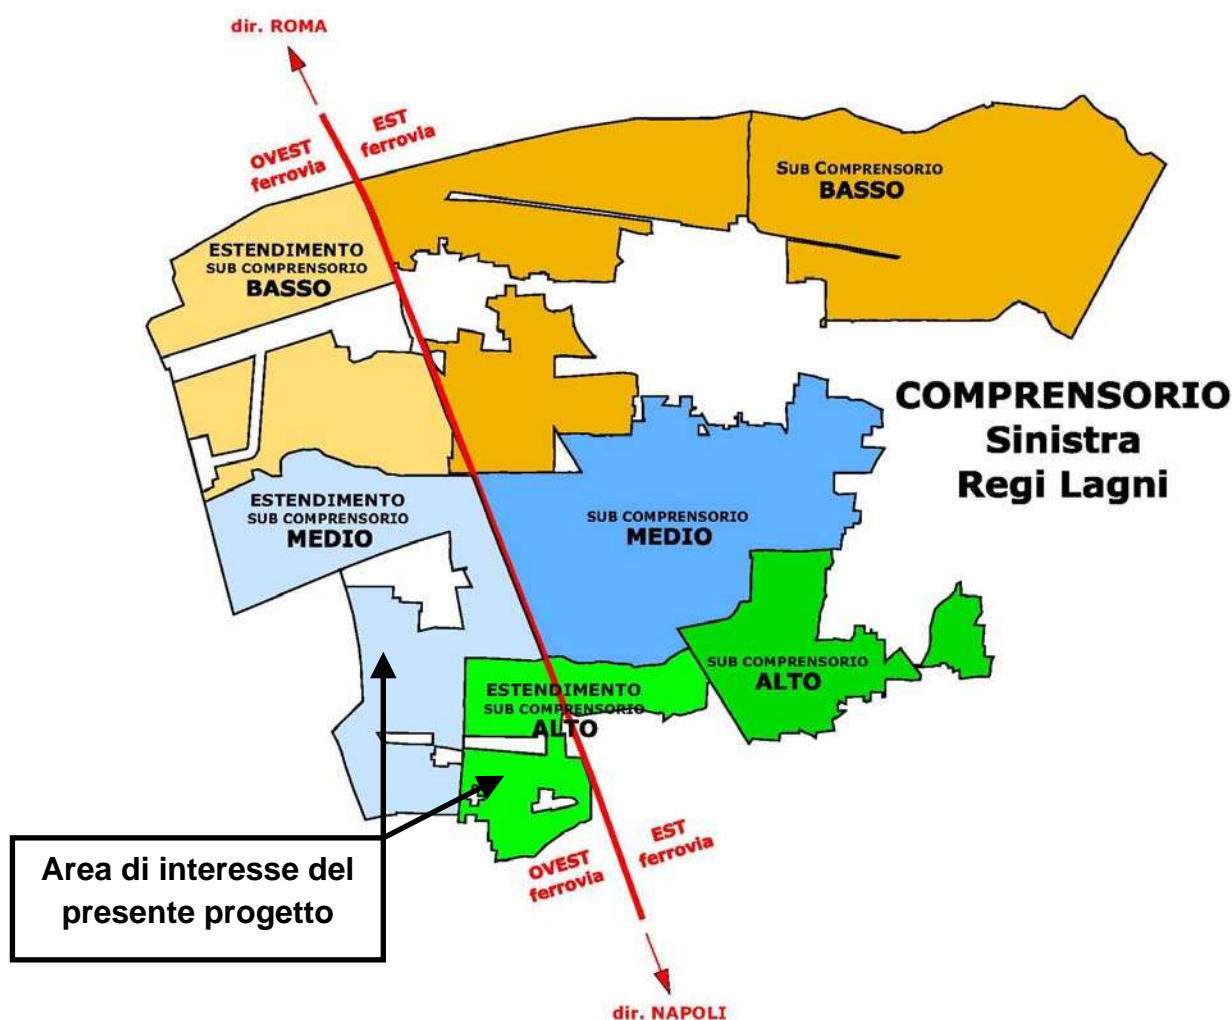 dir. ROMA
EST
ferrovia
OVEST
ferrovia
SUB COMPRENSORIO
BASSO
ESTENDIMENTO
SUB COMPRENSORIO
BASSO
COMPRENSORIO
Sinistra
Regi Lagni
ESTENDIMENTO
SUB COMPRENSORIO
MEDIO
SUB COMPRENSORIO
MEDIO
SUB COMPRENSORIO
ALTO
ESTENDIMENTO
SUB COMPRENSORIO
ALTO
Area di interesse del
presente progetto
EST
ferrovia
OVEST
ferrovia
dir. NAPOLI